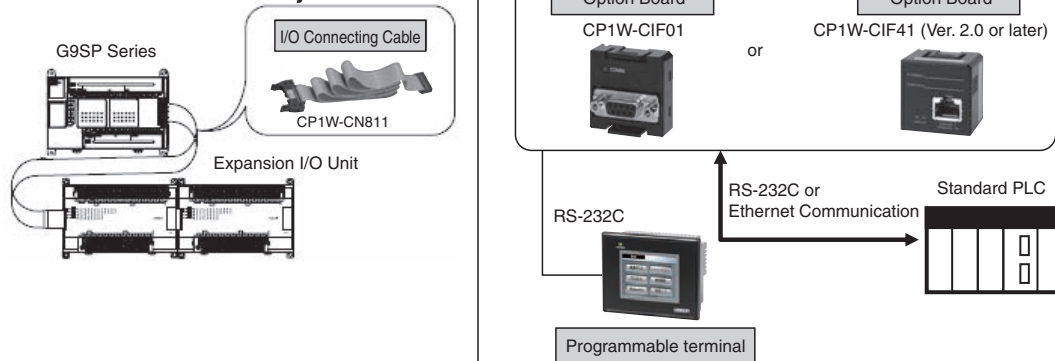 G9SP Series
I/O Connecting Cable
CP1W-CN811
Expansion I/O Unit
Option Board
CP1W-CIF01
or
Option Board
CP1W-CIF41 (Ver. 2.0 or later)
RS-232C
RS-232C or
Ethernet Communication
Standard PLC
Programmable terminal